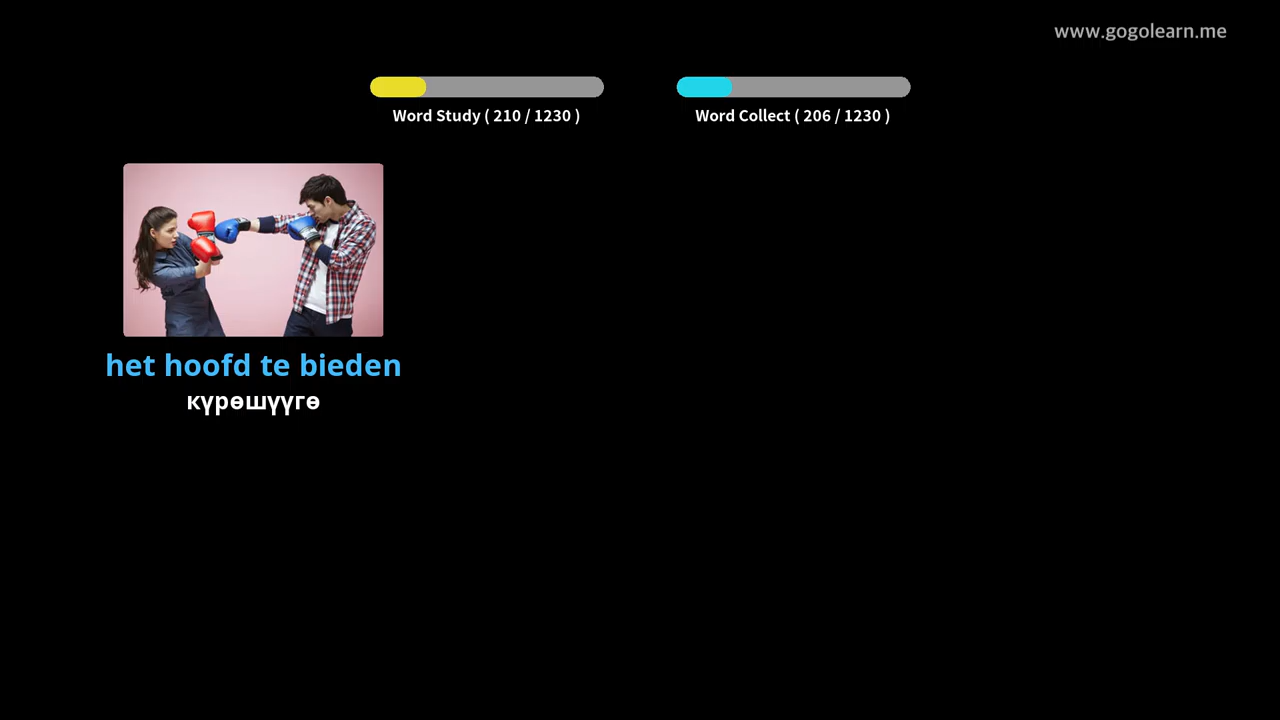 www.gogolearn.me
Word Study ( 210 / 1230 )
Word Collect ( 206 / 1230 )
het hoofd te bieden
күрөшүүгө